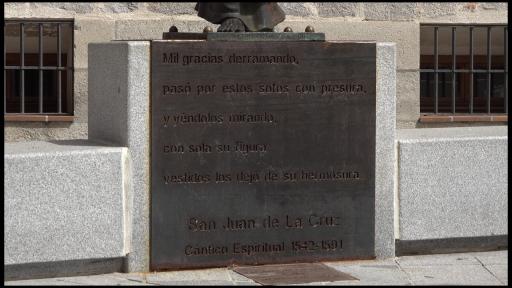 Mil gracias derramando,
pasó por estos sotos con presura,
y yéndolos mirando,
con sola su figura
vestidos los dejó de su hermosura.
San Juan de La Cruz
Cántico Espiritual 1542-1591